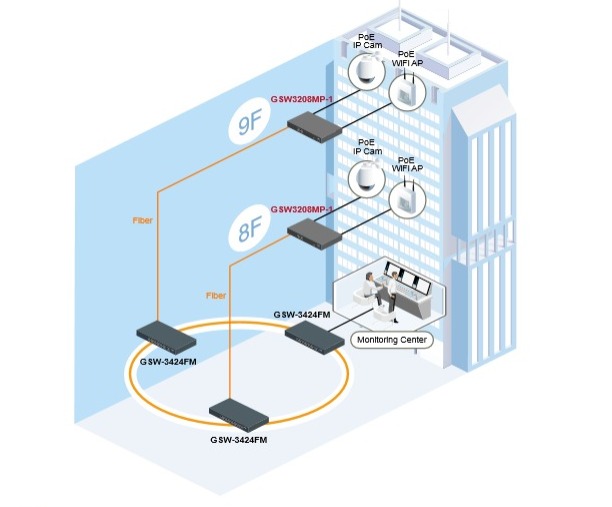 PoE
IP Cam
PoE
WIFI AP
GSW3208MP-1
9F
PoE
IP Cam
PoE
WIFI AP
GSW3208MP-1
8F
Fiber
Fiber
GSW-3424FM
GSW-3424FM
Monitoring Center
GSW-3424FM